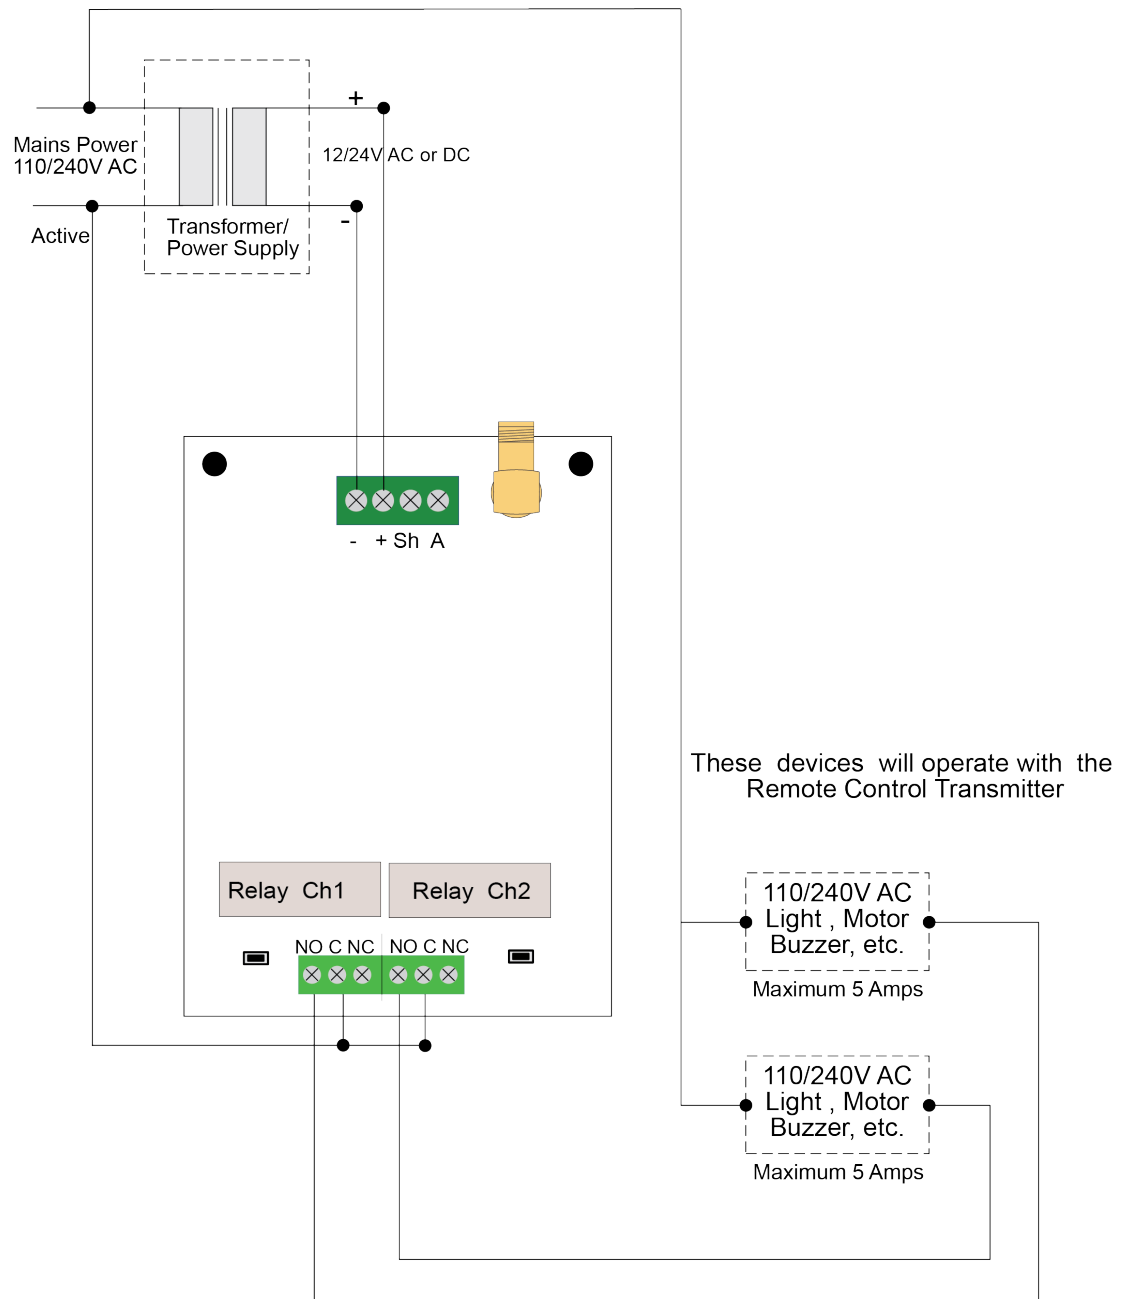 +
Mains Power
110/240V AC
12/24V AC or DC
Active
Transformer/
Power Supply
-
- + Sh A
These devices will operate with the
Remote Control Transmitter
Relay Ch1
Relay Ch2
NO C NC NO C NC
110/240V AC
Light , Motor
Buzzer, etc.
Maximum 5 Amps
110/240V AC
Light , Motor
Buzzer, etc.
Maximum 5 Amps